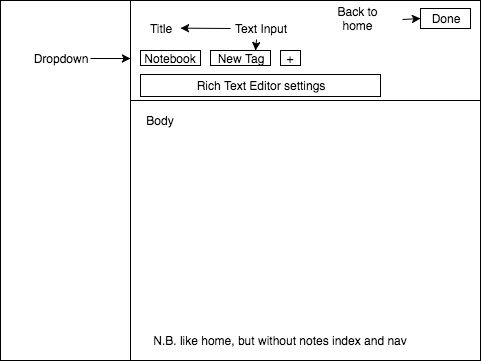 Back to
home
Done
Title
Text Input
Dropdown
Notebook
New Tag
+
Rich Text Editor settings
Body
N.B. like home, but without notes index and nav